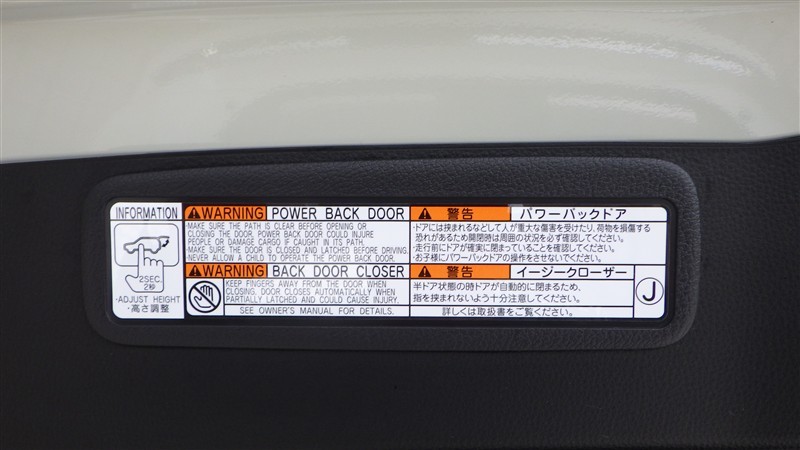 INFORMATION
2SEC.
2秒
・ADJUST HEIGHT
・高さ調整
WARNING POWER BACK DOOR
・MAKE SURE THE PATH IS CLEAR BEFORE OPENING OR
CLOSING THE DOOR. POWER BACK DOOR COULD INJURE
PEOPLE OR DAMAGE CARGO IF CAUGHT IN ITS PATH.
・MAKE SURE THE DOOR IS CLOSED AND LATCHED BEFORE DRIVING.
・NEVER ALLOW A CHILD TO OPERATE THE POWER BACK DOOR.
WARNING BACK DOOR CLOSER
KEEP FINGERS AWAY FROM THE DOOR WHEN
CLOSING. DOOR CLOSES AUTOMATICALLY WHEN
PARTIALLY LATCHED AND COULD CAUSE INJURY.
SEE OWNER'S MANUAL FOR DETAILS.
警告 パワーバックドア
・ドアには挟まれるなどして人が重大な傷害を受けたり、荷物を損傷する
恐れがあるため開閉時は周囲の状況を必ず確認してください。
・走行前にドアが確実に閉まっていることを確認してください。
・お子様にパワーバックドアの操作をさせないでください。
警告 イージークローザー
半ドア状態の時ドアが自動的に閉まるため、
指を挟まれないよう十分注意してください。
詳しくは取扱書をご覧ください。
J